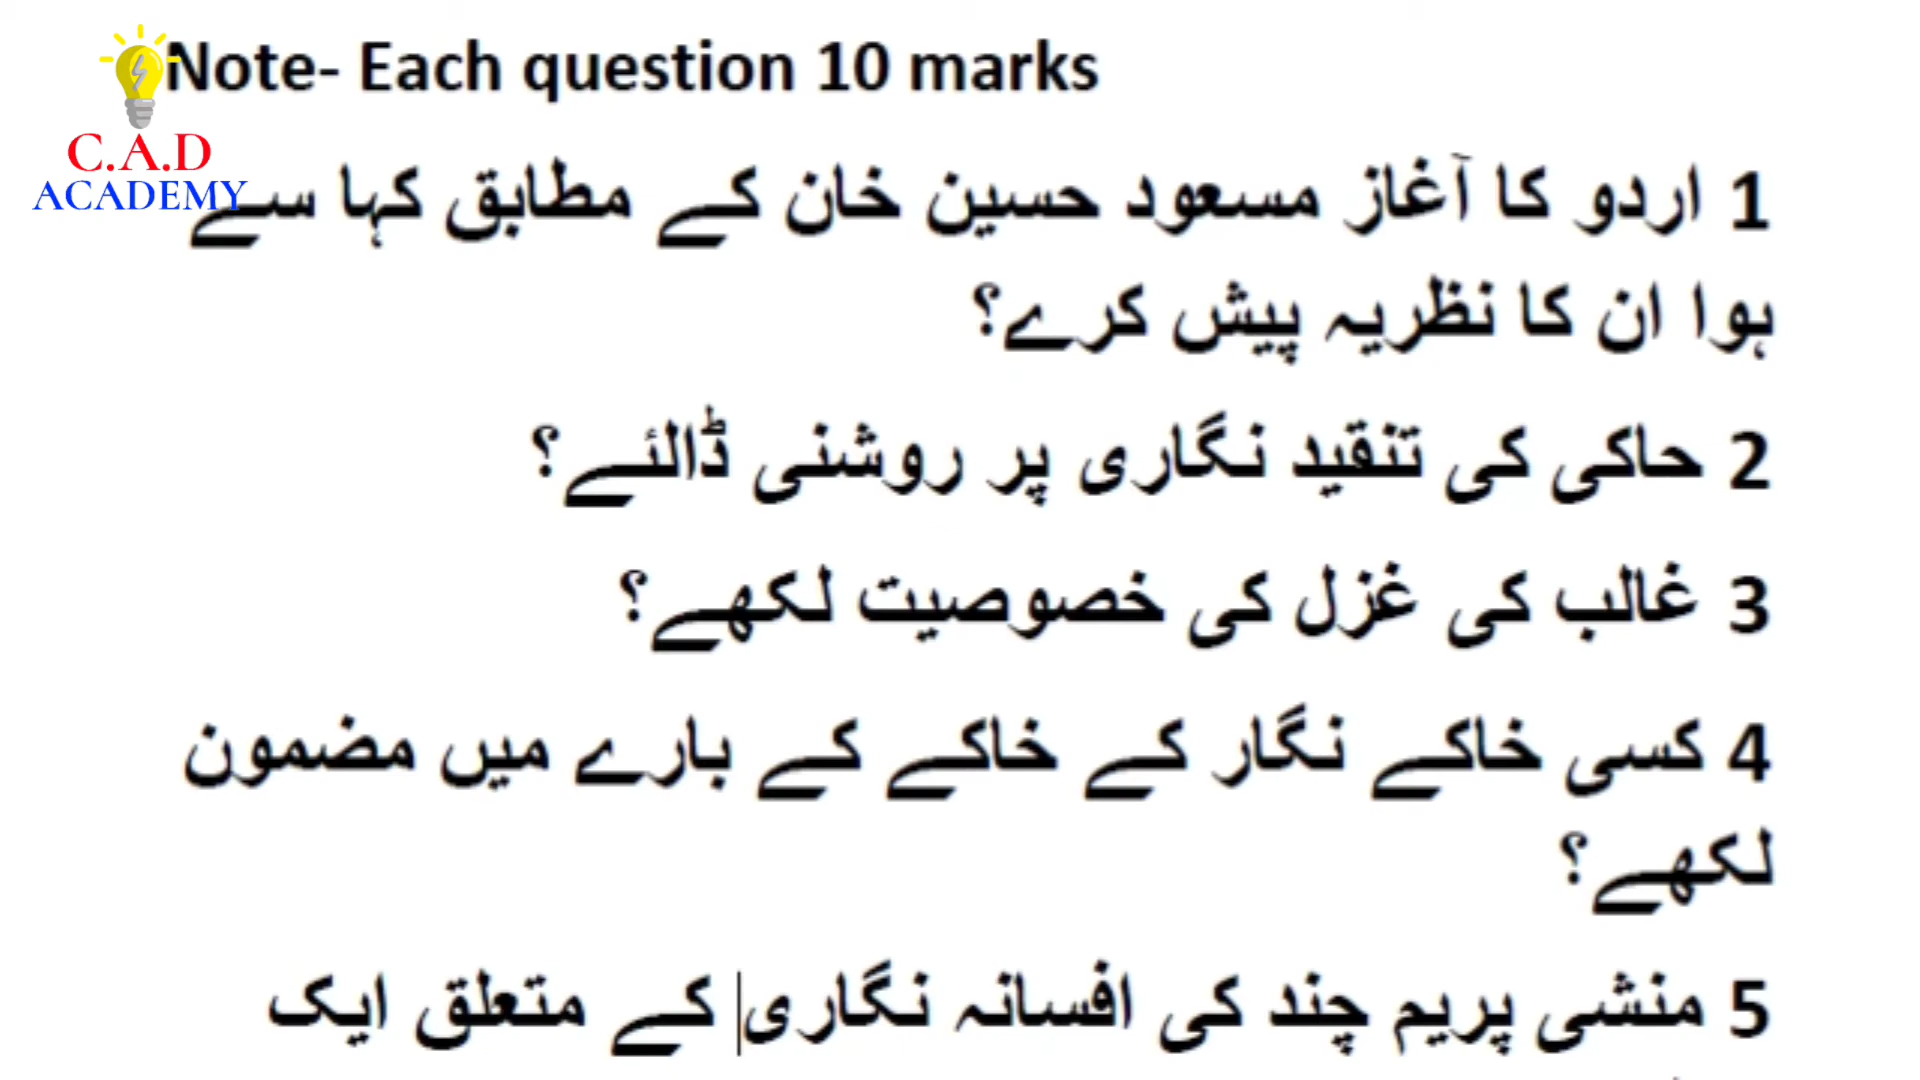 Note- Each question 10 marks
C.A.D
ACADEMY
1 اردو کا آغاز مسعود حسین خان کے مطابق کہا سے
ہوا ان کا نظریہ پیش کرے؟
2 حاکی کی تنقید نگاری پر روشنی ڈالئے؟
3 غالب کی غزل کی خصوصیت لکھے؟
4 کسی خاکے نگار کے خاکے کے بارے میں مضمون
لکھے؟
5 منشی پریم چند کی افسانہ نگاری کے متعلق ایک